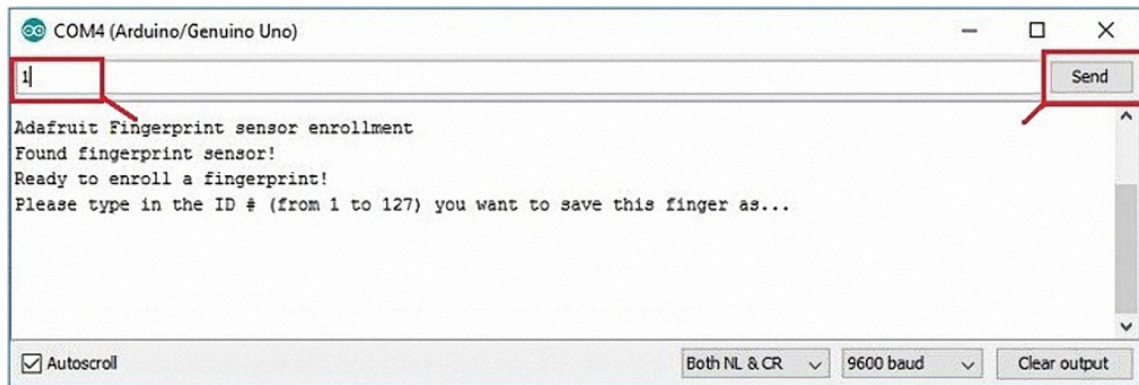 COM4 (Arduino/Genuino Uno)
1
Send
Adafruit Fingerprint sensor enrollment
Found fingerprint sensor!
Ready to enroll a fingerprint!
Please type in the ID # (from 1 to 127) you want to save this finger as...
Autoscroll
Both NL & CR
9600 baud
Clear output